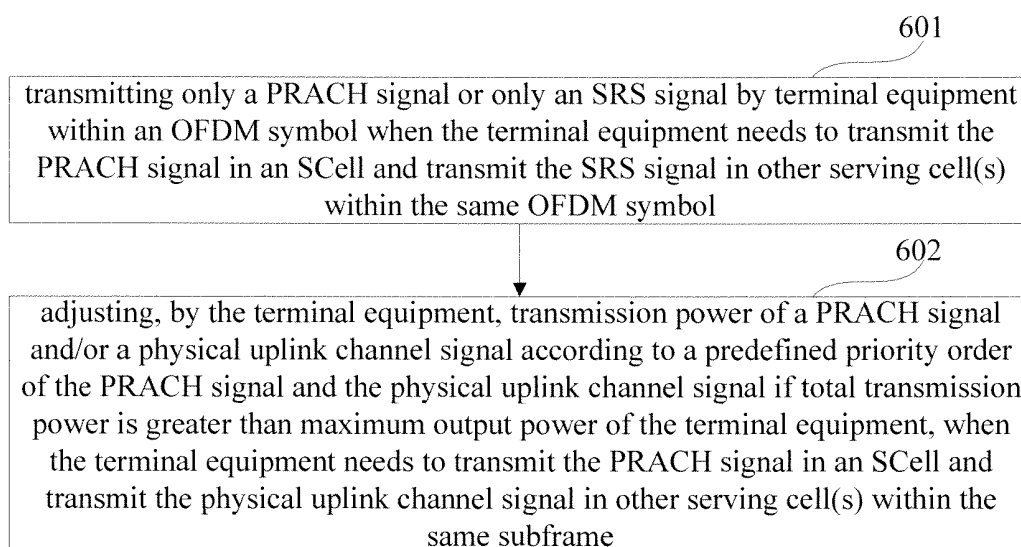 601
transmitting only a PRACH signal or only an SRS signal by terminal equipment
within an OFDM symbol when the terminal equipment needs to transmit the
PRACH signal in an SCell and transmit the SRS signal in other serving cell(s)
within the same OFDM symbol
602
adjusting, by the terminal equipment, transmission power of a PRACH signal
and/or a physical uplink channel signal according to a predefined priority order
of the PRACH signal and the physical uplink channel signal if total transmission
power is greater than maximum output power of the terminal equipment, when
the terminal equipment needs to transmit the PRACH signal in an SCell and
transmit the physical uplink channel signal in other serving cell(s) within the
same subframe